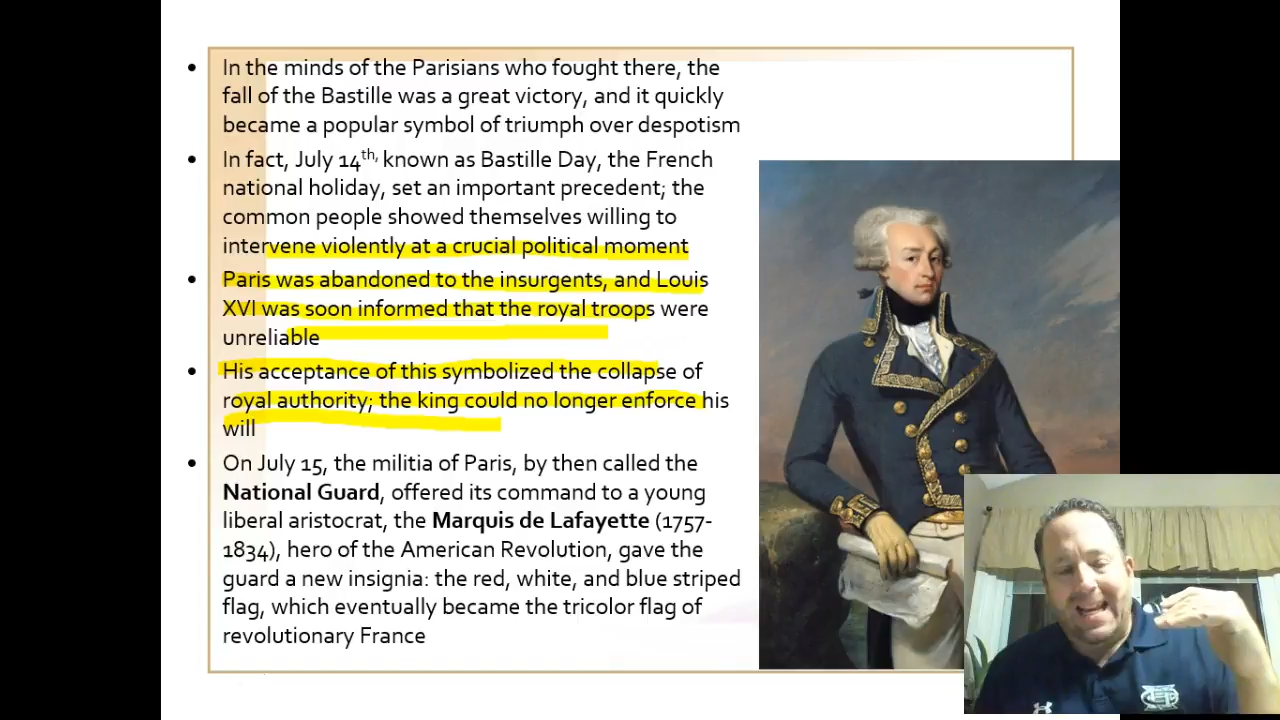 In the minds of the Parisians who fought there, the
fall of the Bastille was a great victory, and it quickly
became a popular symbol of triumph over despotism
In fact, July 14th, known as Bastille Day, the French
national holiday, set an important precedent; the
common people showed themselves willing to
intervene violently at a crucial political moment
Paris was abandoned to the insurgents, and Louis
XVI was soon informed that the royal troops were
unreliable
His acceptance of this symbolized the collapse of
royal authority; the king could no longer enforce his
will
On July 15, the militia of Paris, by then called the
National Guard, offered its command to a young
liberal aristocrat, the Marquis de Lafayette (1757-
1834), hero of the American Revolution, gave the
guard a new insignia: the red, white, and blue striped
flag, which eventually became the tricolor flag of
revolutionary France